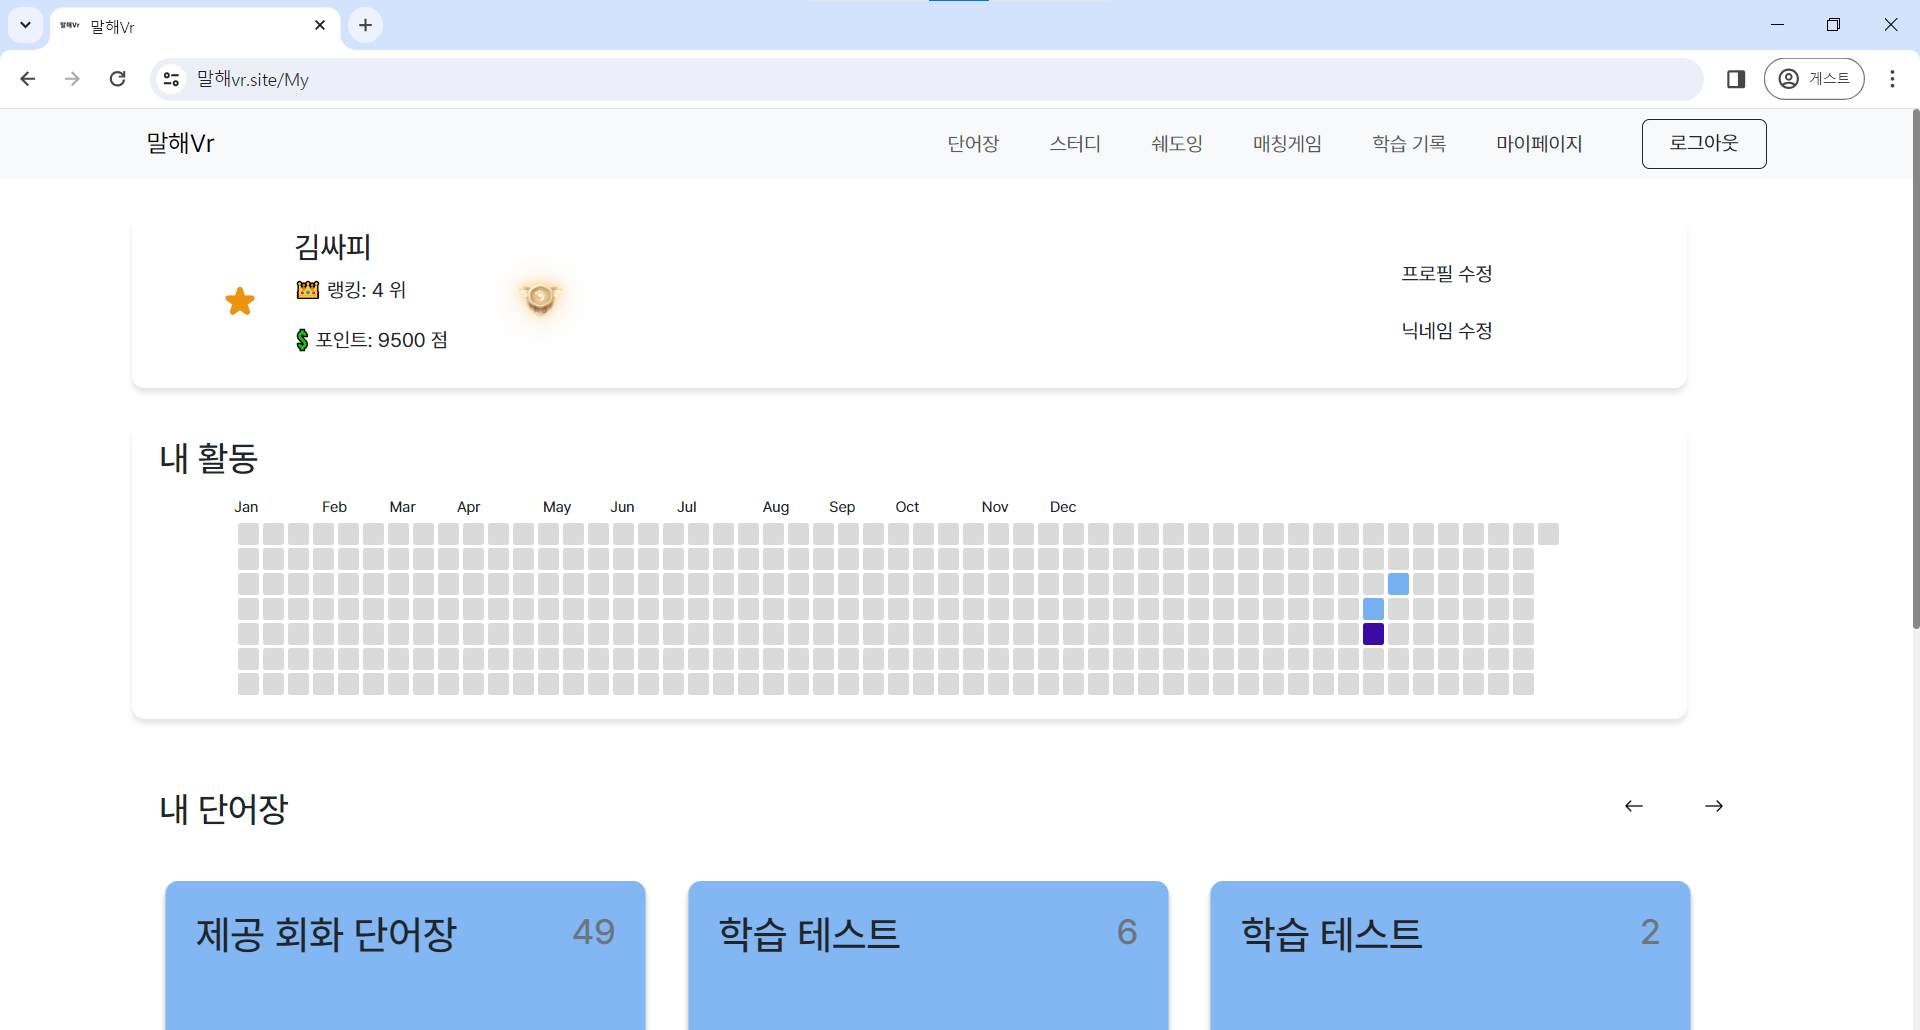 말해Vr
말해vr.site/My
게스트
말해Vr
단어장 스터디 쉐도잉 매칭게임 학습 기록 마이페이지 로그아웃
김싸피
랭킹: 4 위
포인트: 9500 점
프로필 수정
닉네임 수정
내 활동
Jan Feb Mar Apr May Jun Jul Aug Sep Oct Nov Dec
내 단어장
제공 회화 단어장 49
학습 테스트 6
학습 테스트 2